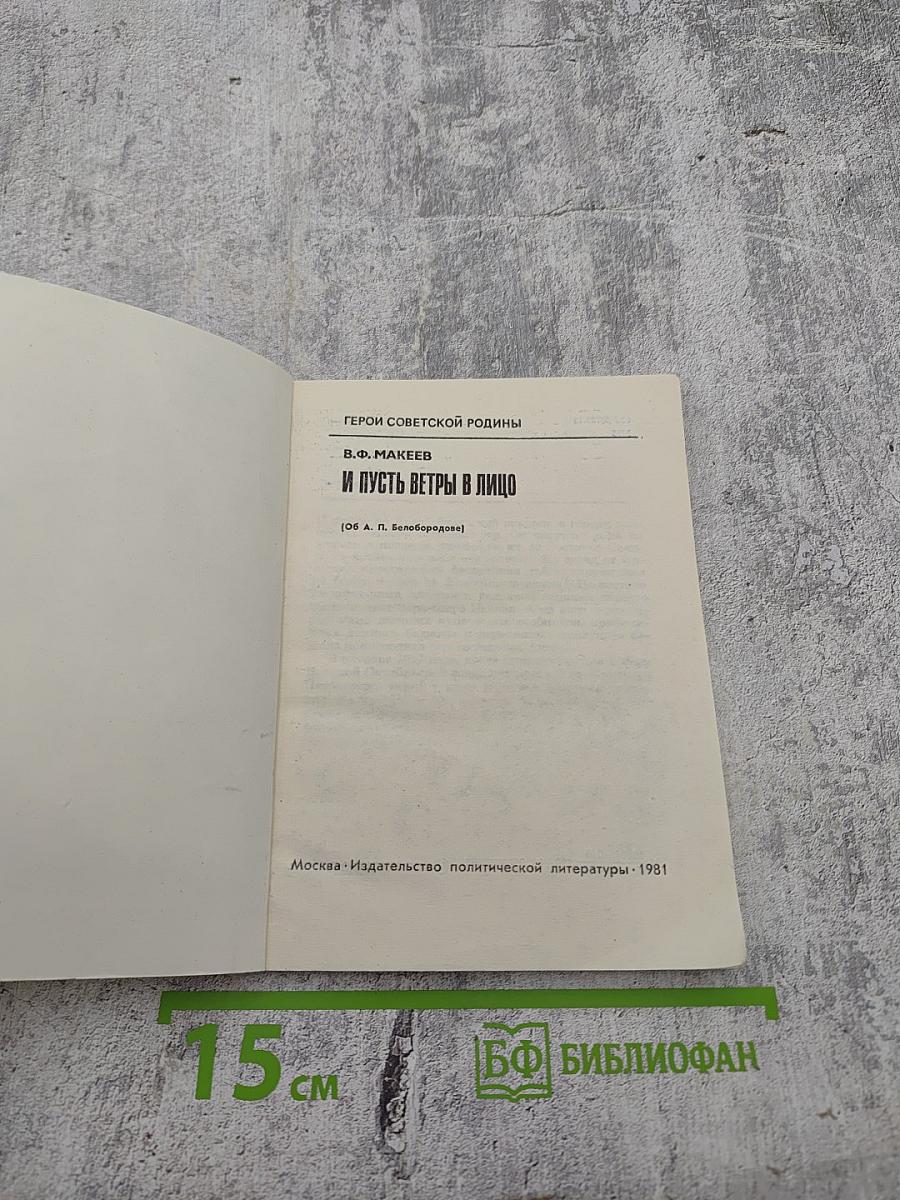 ГЕРОИ СОВЕТСКОЙ РОДИНЫ
В.Ф. МАКЕЕВ
И ПУСТЬ ВЕТРЫ В ЛИЦО
(Об А. П. Белобородове)
Москва · Издательство политической литературы · 1981
15 см
БФ БИБЛИОФАН